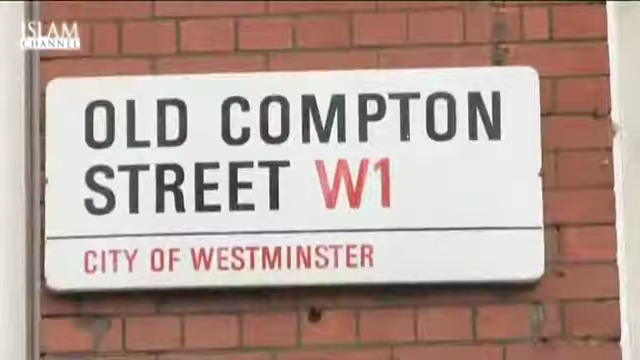 ISLAM
CHANNEL
OLD COMPTON
STREET W1
CITY OF WESTMINSTER